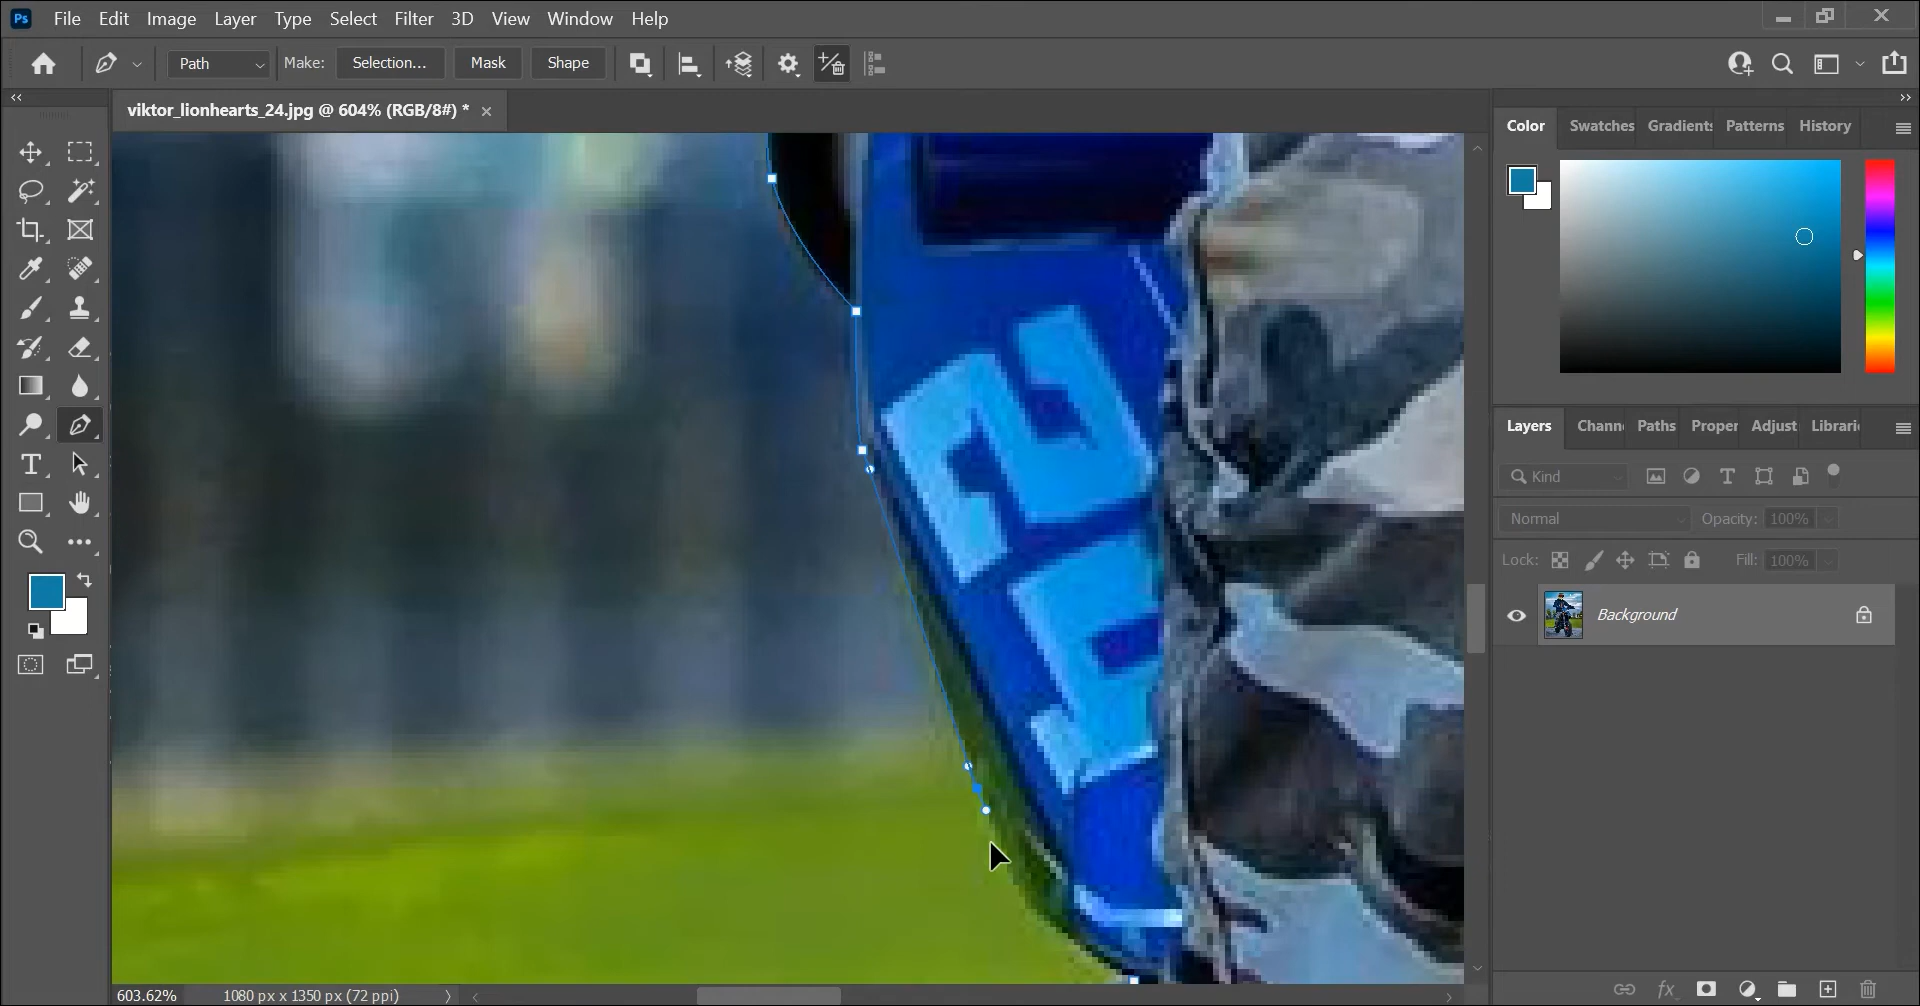 Ps File Edit Image Layer Type Select Filter 3D View Window Help
Path Make: Selection... Mask Shape
viktor_lionhearts_24.jpg @ 604% (RGB/8#) *
Color Swatches Gradients Patterns History
Layers Chann Paths Proper Adjust Librari
Kind
Normal Opacity: 100%
Lock: Fill: 100%
Background
fx
603.62% 1080 px x 1350 px (72 ppi)